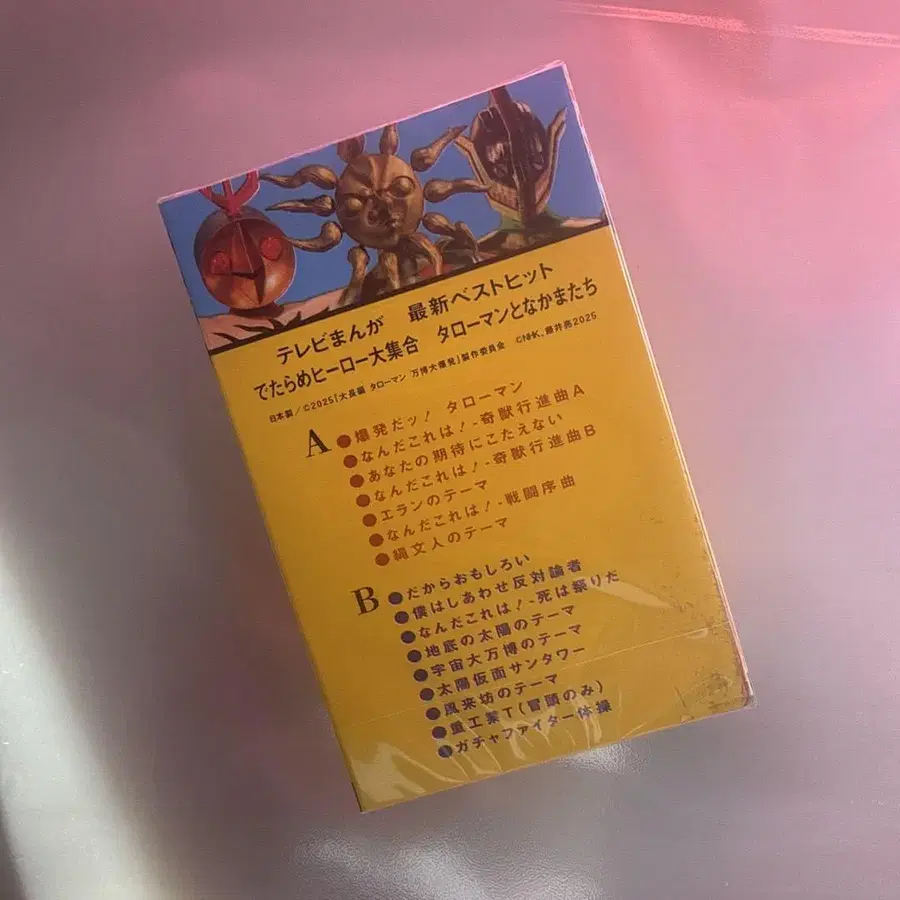 テレビまんが 最新ベストヒット
でたらめヒーロー大集合 タローマンとなかまたち
日本製/©2025「大長編 タローマン 万博大爆発」製作委員会 ©NHK、藤井亮2025
A
●爆発だッ! タローマン
●なんだこれは!-奇獣行進曲A
●あなたの期待にこたえない
●なんだこれは!-奇獣行進曲B
●エランのテーマ
●なんだこれは!-戦闘序曲
●縄文人のテーマ
B
●だからおもしろい
●僕はしあわせ反対論者
●なんだこれは!-死は祭りだ
●地底の太陽のテーマ
●宇宙大万博のテーマ
●太陽仮面サンタワー
●風来坊のテーマ
●重工業T(冒頭のみ)
●ガチャファイター体操